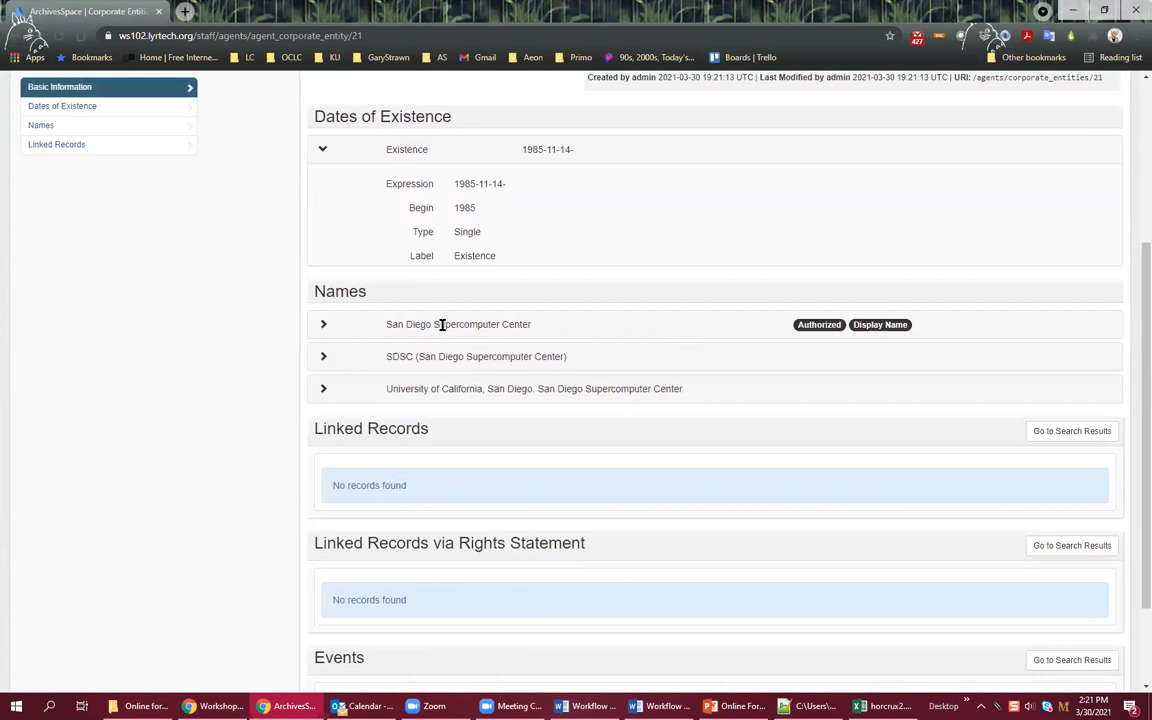 ArchivesSpace | Corporate Entiti
ws102.lyrtech.org/staff/agents/agent_corporate_entity/21
427
Apps
Bookmarks
Home | Free Interne...
LC
OCLC
KU
GaryStrawn
AS
Gmail
Aeon
Primo
90s, 2000s, Today's...
Boards | Trello
Other bookmarks
Reading list
Basic Information
Dates of Existence
Names
Linked Records
Created by admin 2021-03-30 19:21:13 UTC | Last Modified by admin 2021-03-30 19:21:13 UTC | URI: /agents/corporate_entities/21
Dates of Existence
Existence 1985-11-14-
Expression 1985-11-14-
Begin 1985
Type Single
Label Existence
Names
San Diego Supercomputer Center Authorized Display Name
SDSC (San Diego Supercomputer Center)
University of California, San Diego. San Diego Supercomputer Center
Linked Records Go to Search Results
No records found
Linked Records via Rights Statement Go to Search Results
No records found
Events Go to Search Results
Online for...
Workshop...
ArchivesS...
Calendar -...
Zoom
Meeting C...
Workflow ...
Workflow ...
Online For...
C:\Users\...
horcrux2....
Desktop
2:21 PM
3/30/2021
2